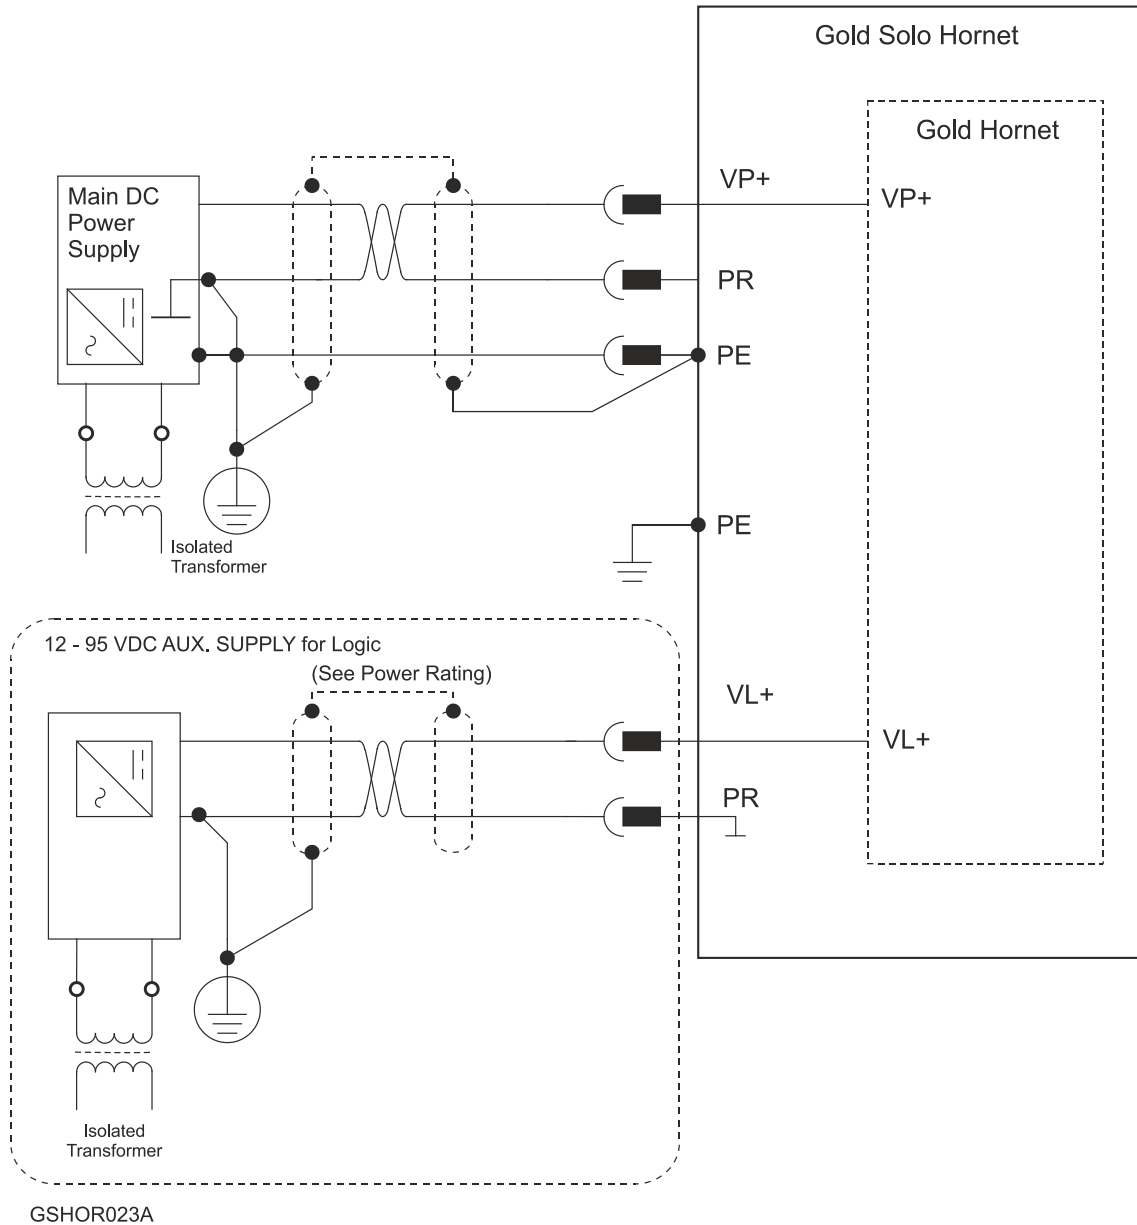 Gold Solo Hornet
Gold Hornet
Main DC
Power
Supply
VP+
VP+
PR
PE
Isolated
Transformer
PE
12 - 95 VDC AUX. SUPPLY for Logic
(See Power Rating)
VL+
VL+
PR
Isolated
Transformer
GSHOR023A